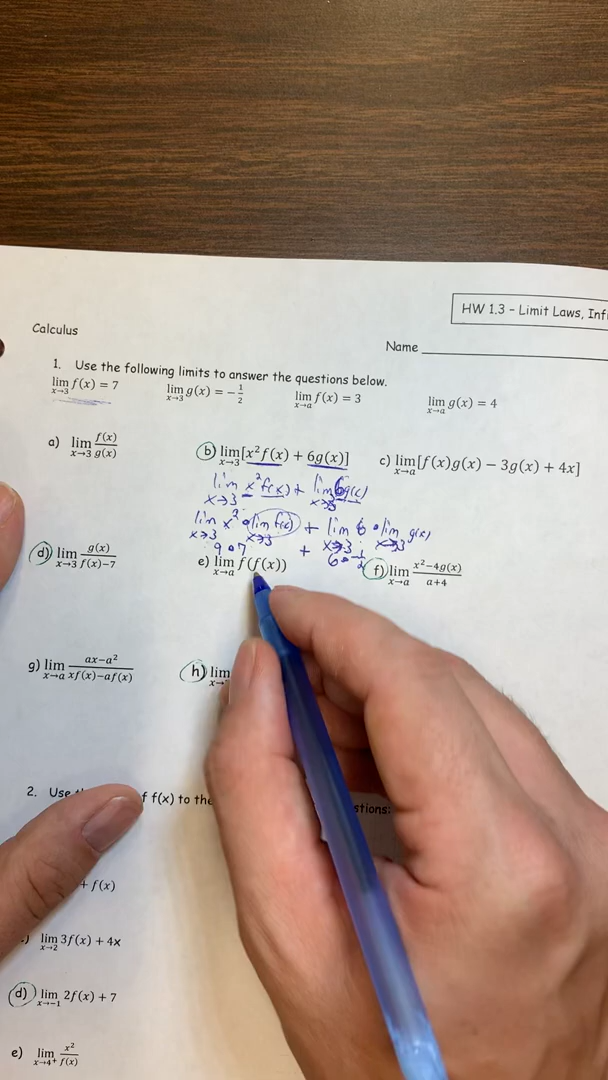 HW 1.3 – Limit Laws, Inf
Calculus
Name
1. Use the following limits to answer the questions below.
lim x→3 f(x) = 7 lim x→3 g(x) = −1/2 lim x→a f(x) = 3 lim x→a g(x) = 4
a) lim x→3 f(x)/g(x) b) lim x→3 [x²f(x) + 6g(x)] c) lim x→a [f(x)g(x) − 3g(x) + 4x]
lim x→3 x²f(x) + lim x→3 6g(x)
lim x→3 x² • lim x→3 f(x) + lim x→3 6 • lim x→3 g(x)
9 • 7 + 6 • −1/2
d) lim x→3 g(x)/f(x)−7 e) lim x→a f(f(x)) f) lim x→a x²−4g(x)/a+4
g) lim x→a ax−a²/xf(x)−af(x) h) lim
2. Use f f(x) to the stions:
+ f(x)
) lim x→2 3f(x) + 4x
d) lim x→−1 2f(x) + 7
e) lim x→4⁺ x²/f(x)